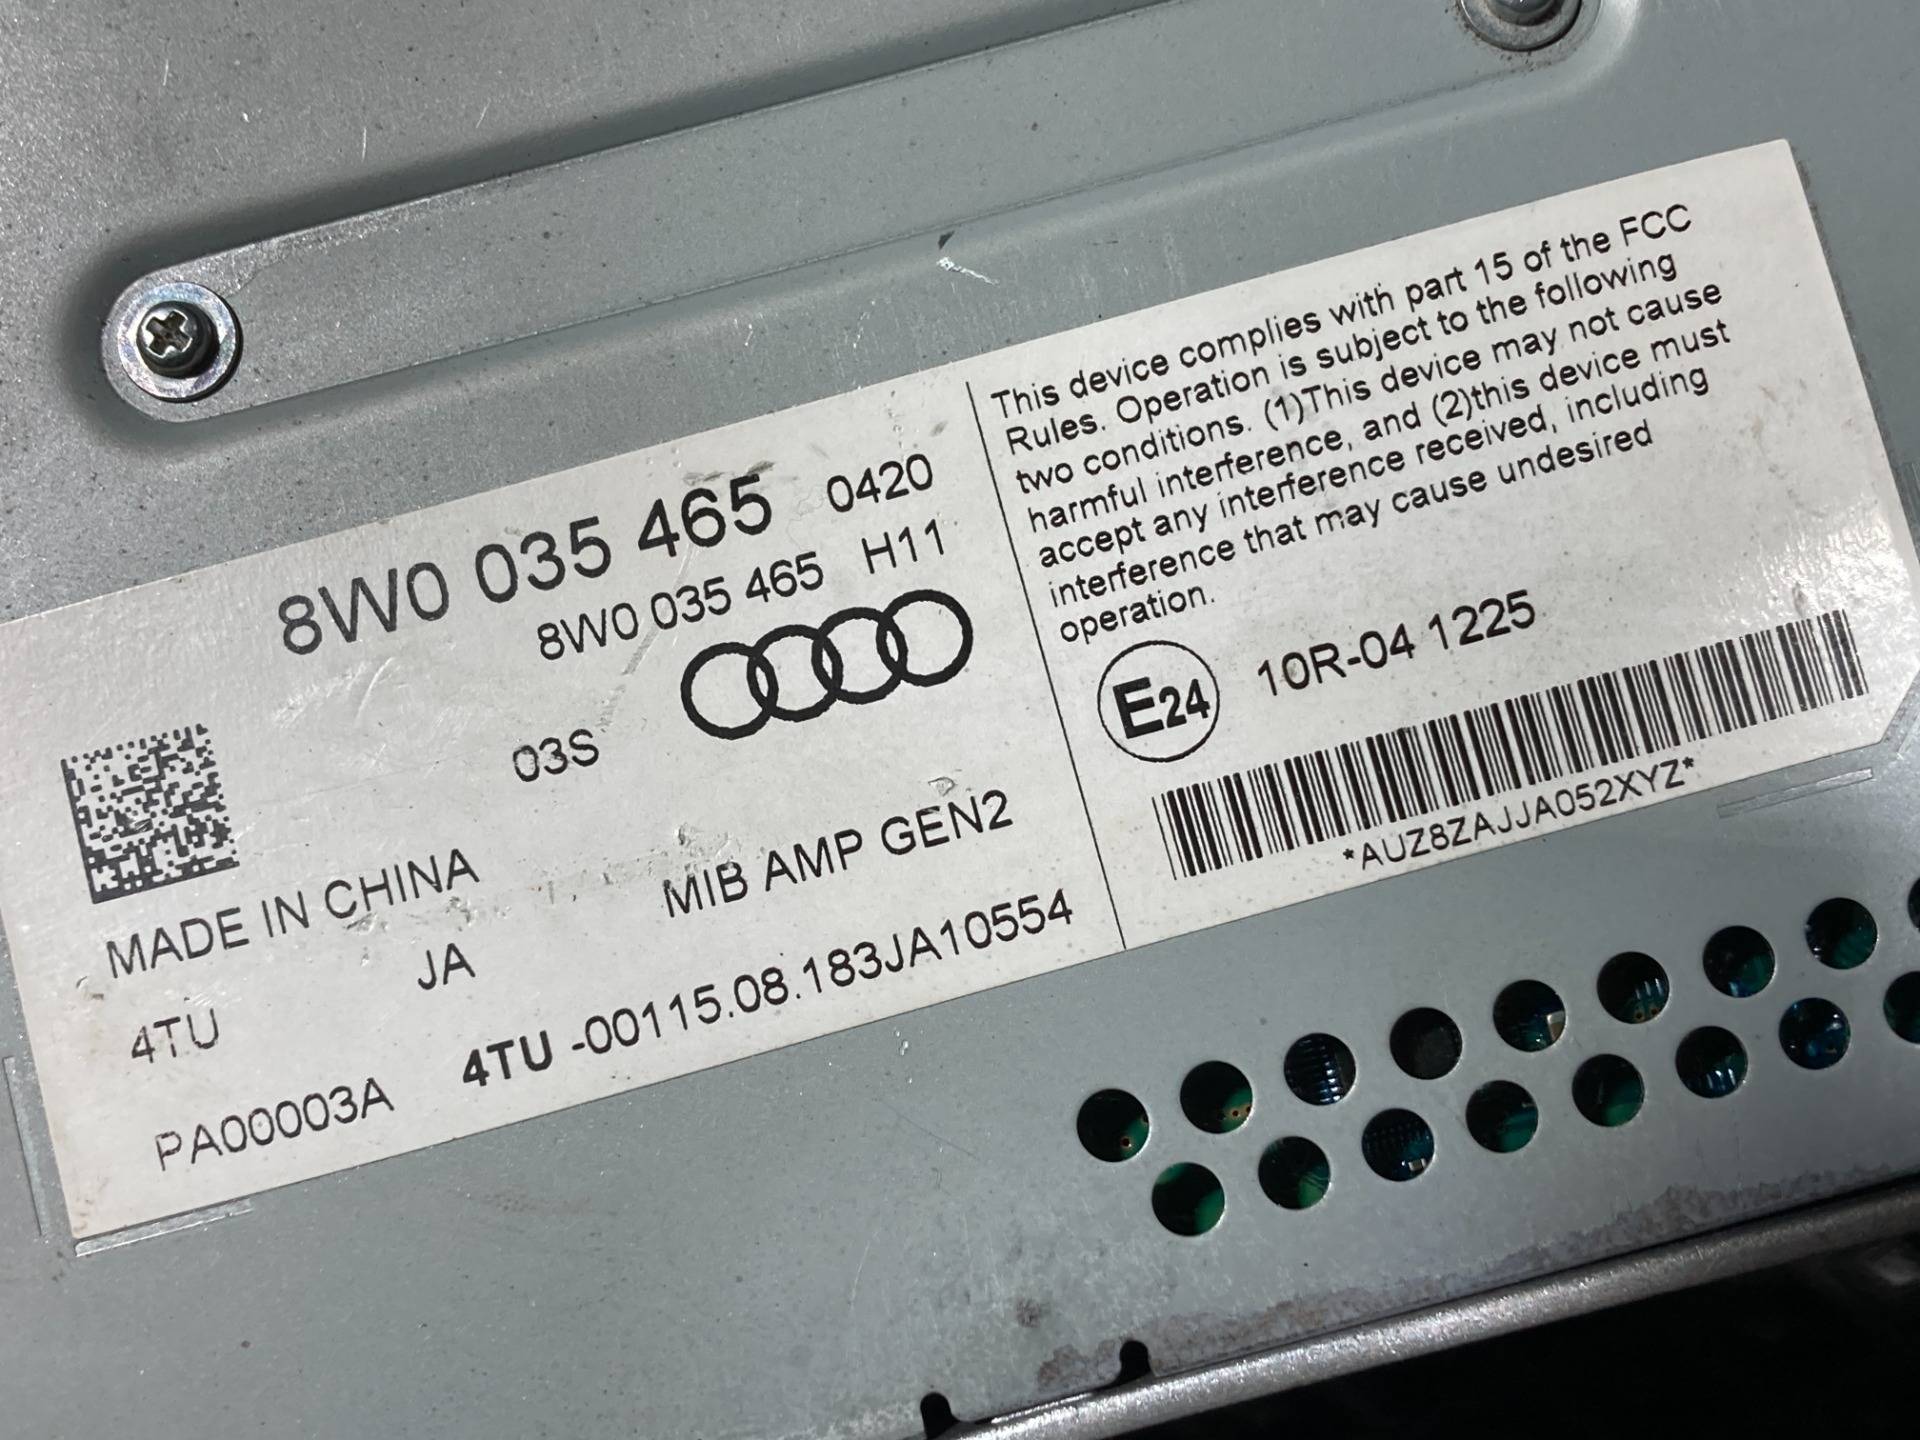 8W0 035 465 0420
8W0 035 465 H11
03S
MADE IN CHINA
MIB AMP GEN2
4TU JA
PA00003A 4TU -00115.08.183JA10554
This device complies with part 15 of the FCC
Rules. Operation is subject to the following
two conditions. (1)This device may not cause
harmful interference, and (2)this device must
accept any interference received, including
interference that may cause undesired
operation.
E24 10R-04 1225
*AUZ8ZAJJA052XYZ*